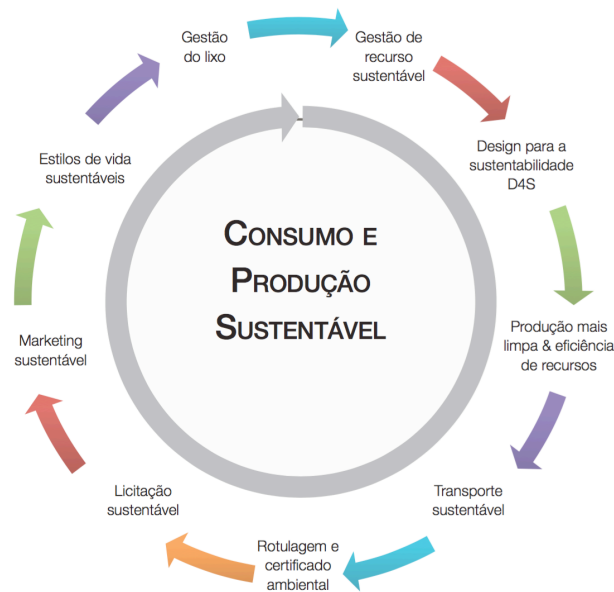 Gestão
do lixo
Gestão de
recurso
sustentável
Design para a
sustentabilidade
D4S
Produção mais
limpa & eficiência
de recursos
Transporte
sustentável
Rotulagem e
certificado
ambiental
Licitação
sustentável
Marketing
sustentável
Estilos de vida
sustentáveis
CONSUMO E
PRODUÇÃO
SUSTENTÁVEL